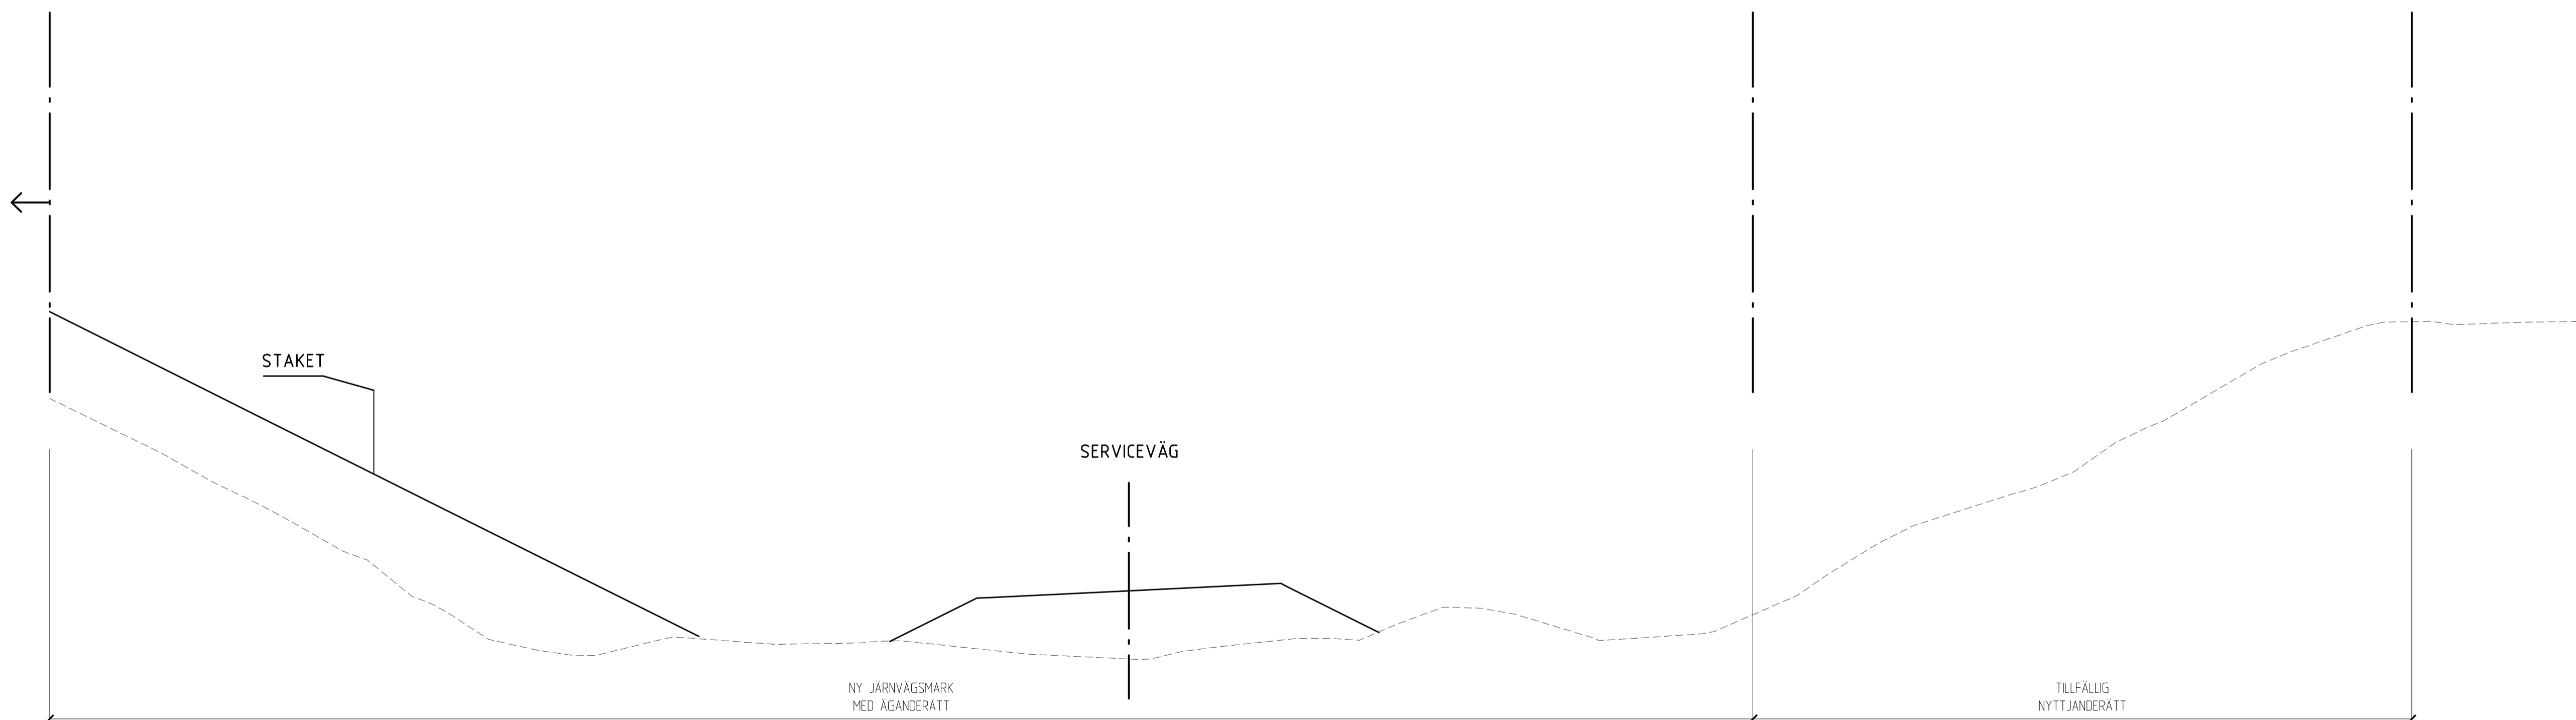 STAKET
SERVICEVÄG
NY JÄRNVÄGSMARK
MED ÄGANDERÄTT
TILLFÄLLIG
NYTTJANDERÄTT